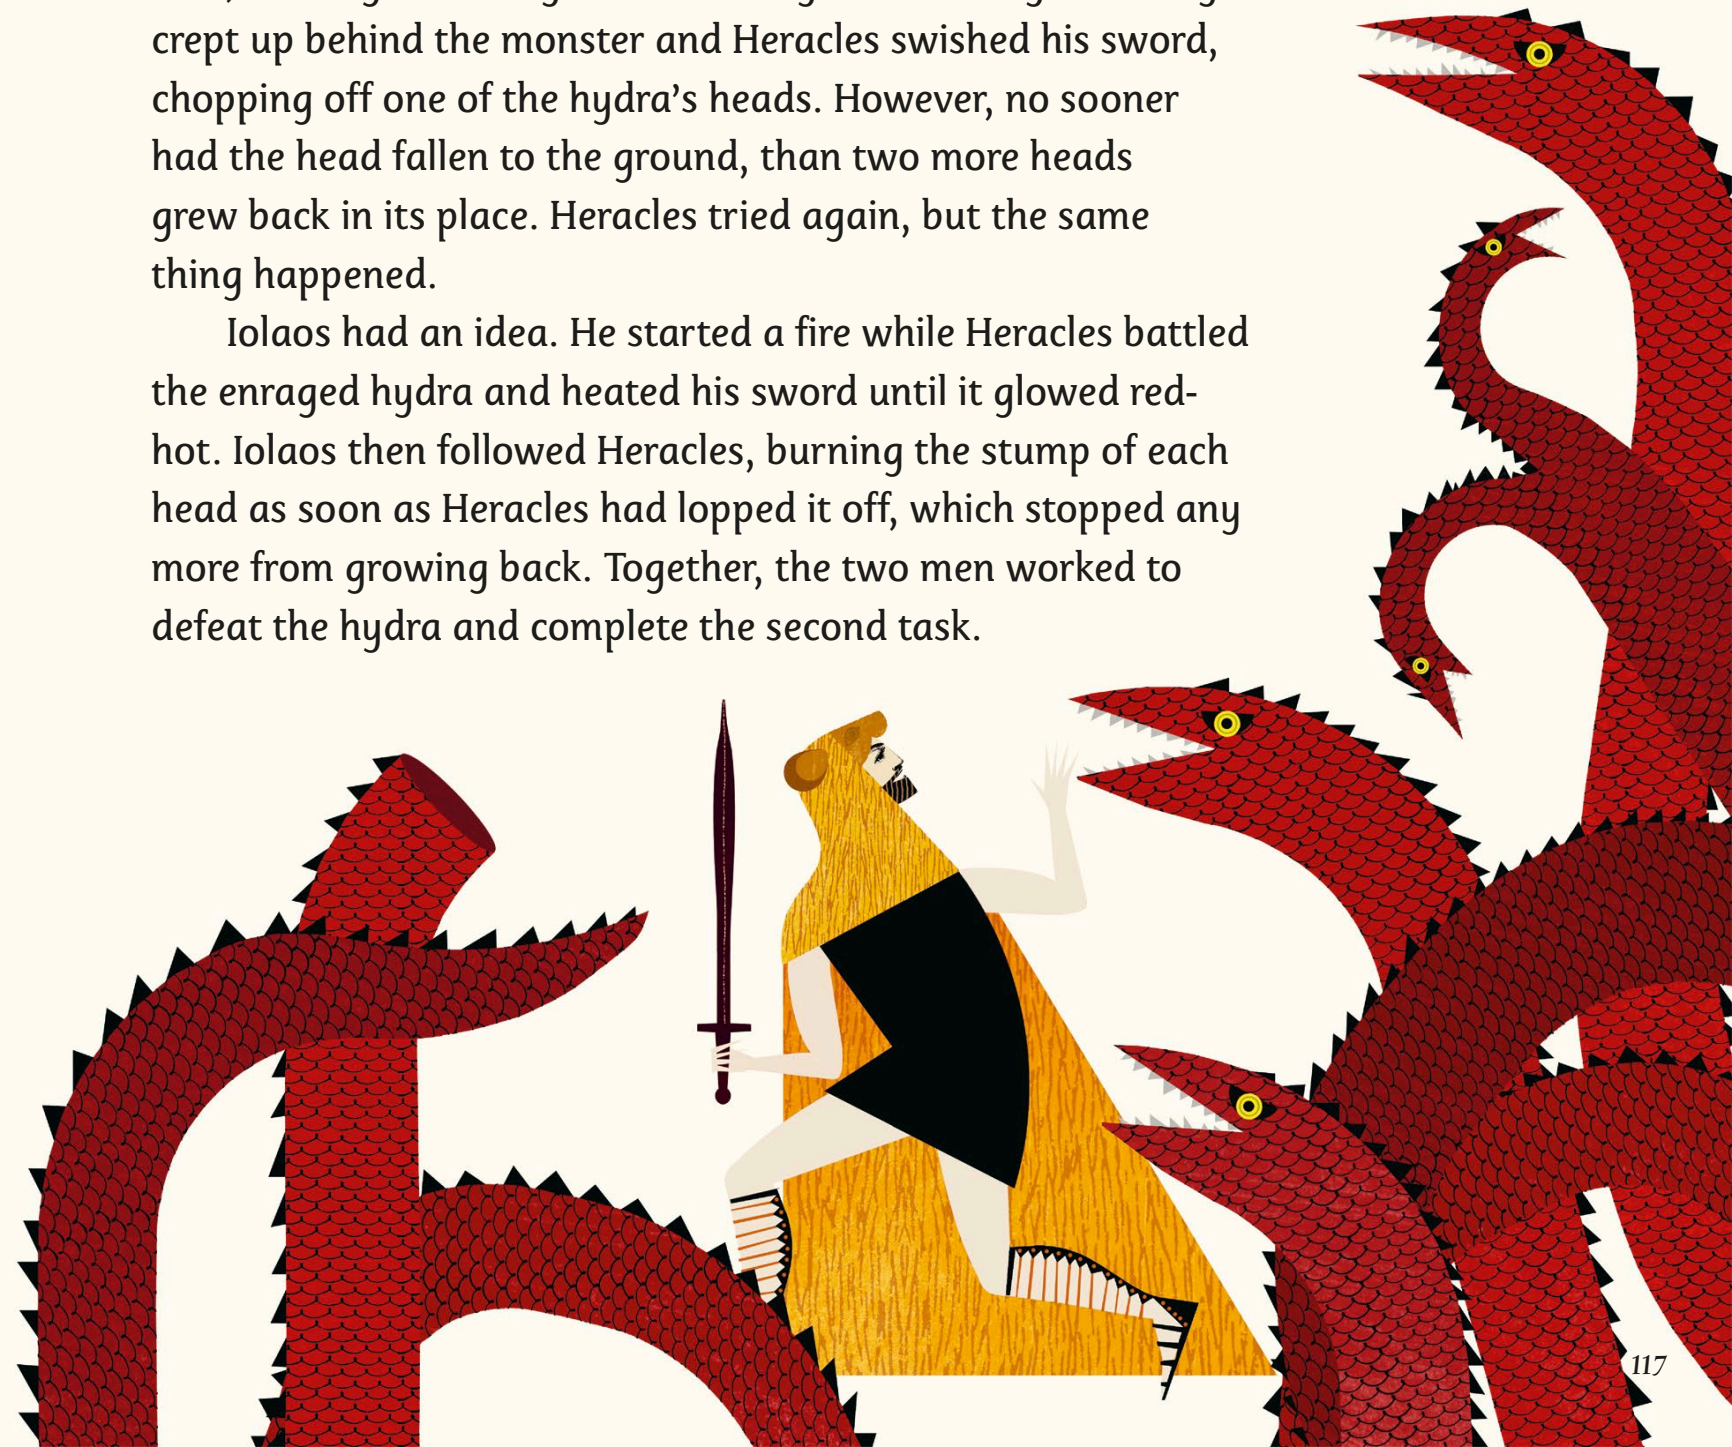 crept up behind the monster and Heracles swished his sword,
chopping off one of the hydra’s heads. However, no sooner
had the head fallen to the ground, than two more heads
grew back in its place. Heracles tried again, but the same
thing happened.
Iolaos had an idea. He started a fire while Heracles battled
the enraged hydra and heated his sword until it glowed red-
hot. Iolaos then followed Heracles, burning the stump of each
head as soon as Heracles had lopped it off, which stopped any
more from growing back. Together, the two men worked to
defeat the hydra and complete the second task.
117